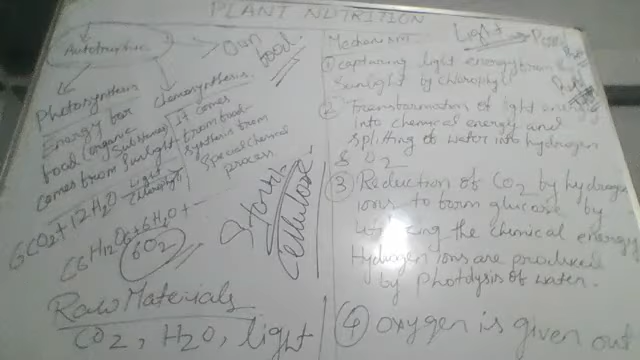 PLANT NUTRITION
Autotrophic
Own
food.
Photosynthesis
Energy for
food (organic
Substances)
comes from Sunlight
Chemosynthesis.
It comes
from food
synthesis from
Special chemical
process
6CO2 + 12H2O Light
Chlorophyll
C6H12O6 + 6H2O +
6O2
Cellulose.
Raw Materials
CO2, H2O, light
Mechanism
Light
① capturing light energy from
Sunlight by chlorophyll
② Transformation of light energy
into chemical energy and
splitting of water into hydrogen
& O2
③ Reduction of CO2 by hydrogen
ions to form glucose by
utilizing the chemical energy
Hydrogen ions are produced
by photolysis of water.
④ oxygen is given out